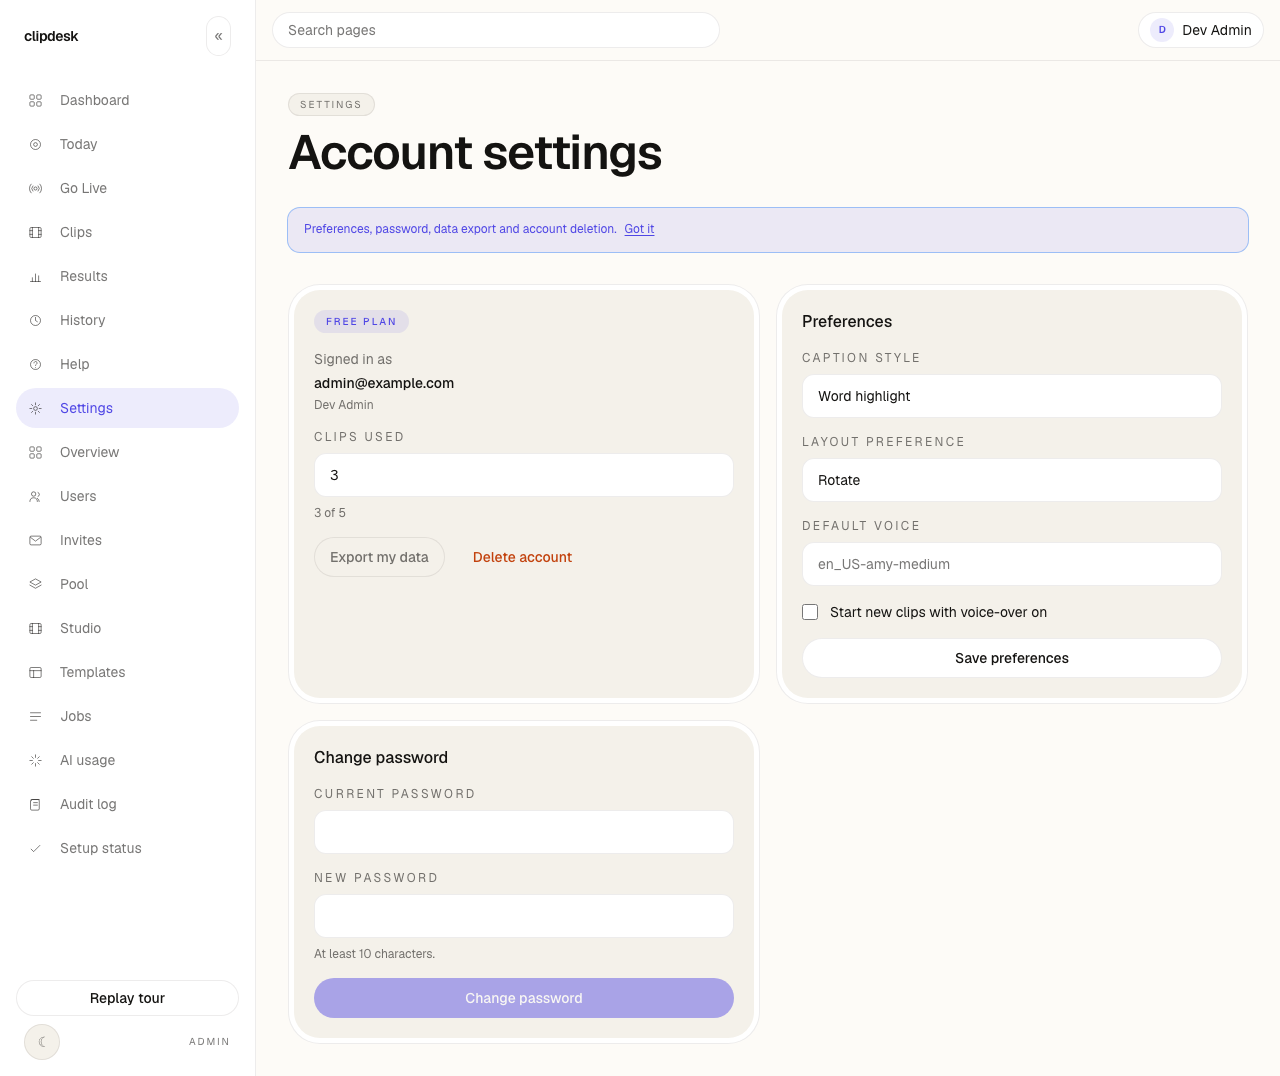 clipdesk
«
Search pages
D
Dev Admin
Dashboard
Today
Go Live
Clips
Results
History
Help
Settings
Overview
Users
Invites
Pool
Studio
Templates
Jobs
AI usage
Audit log
Setup status
Replay tour
ADMIN
SETTINGS
Account settings
Preferences, password, data export and account deletion. Got it
FREE PLAN
Signed in as
admin@example.com
Dev Admin
CLIPS USED
3
3 of 5
Export my data
Delete account
Preferences
CAPTION STYLE
Word highlight
LAYOUT PREFERENCE
Rotate
DEFAULT VOICE
en_US-amy-medium
Start new clips with voice-over on
Save preferences
Change password
CURRENT PASSWORD
NEW PASSWORD
At least 10 characters.
Change password